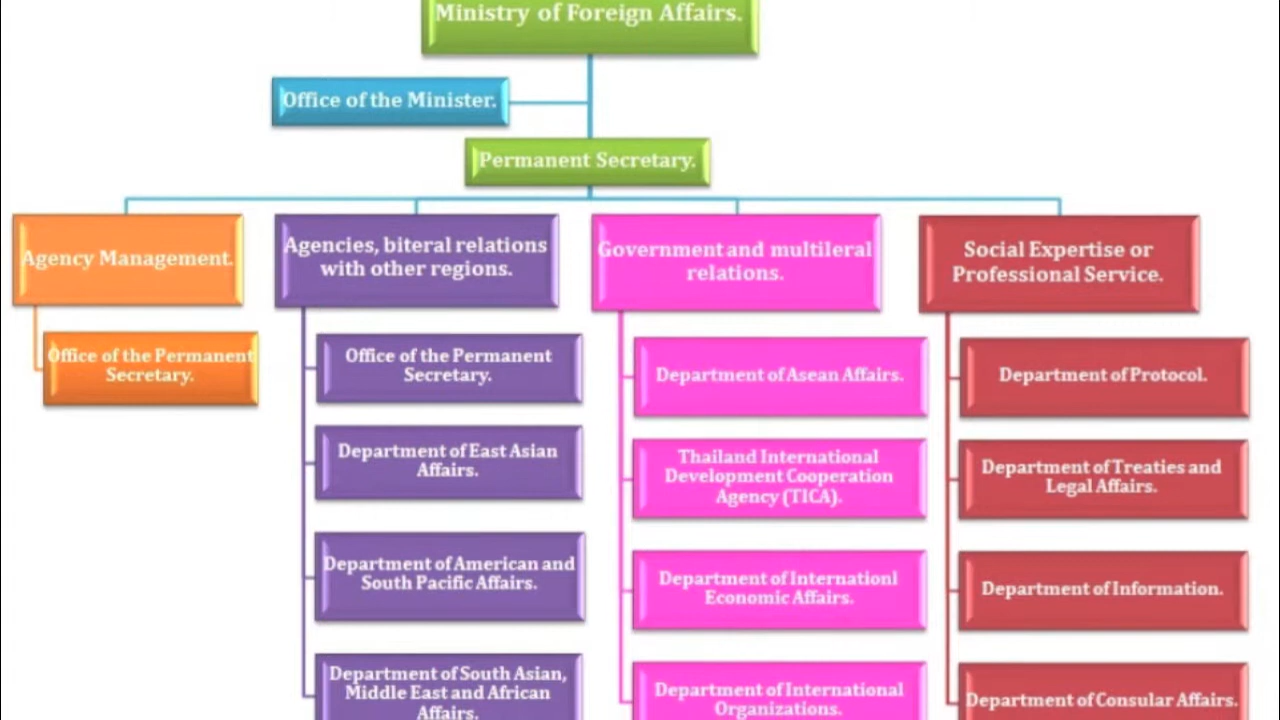 Ministry of Foreign Affairs.
Office of the Minister.
Permanent Secretary.
Agency Management.
Office of the Permanent
Secretary.
Agencies, biteral relations
with other regions.
Office of the Permanent
Secretary.
Department of East Asian
Affairs.
Department of American and
South Pacific Affairs.
Department of South Asian,
Middle East and African
Affairs.
Government and multileral
relations.
Department of Asean Affairs.
Thailand International
Development Cooperation
Agency (TICA).
Department of Internationl
Economic Affairs.
Department of International
Organizations.
Social Expertise or
Professional Service.
Department of Protocol.
Department of Treaties and
Legal Affairs.
Department of Information.
Department of Consular Affairs.